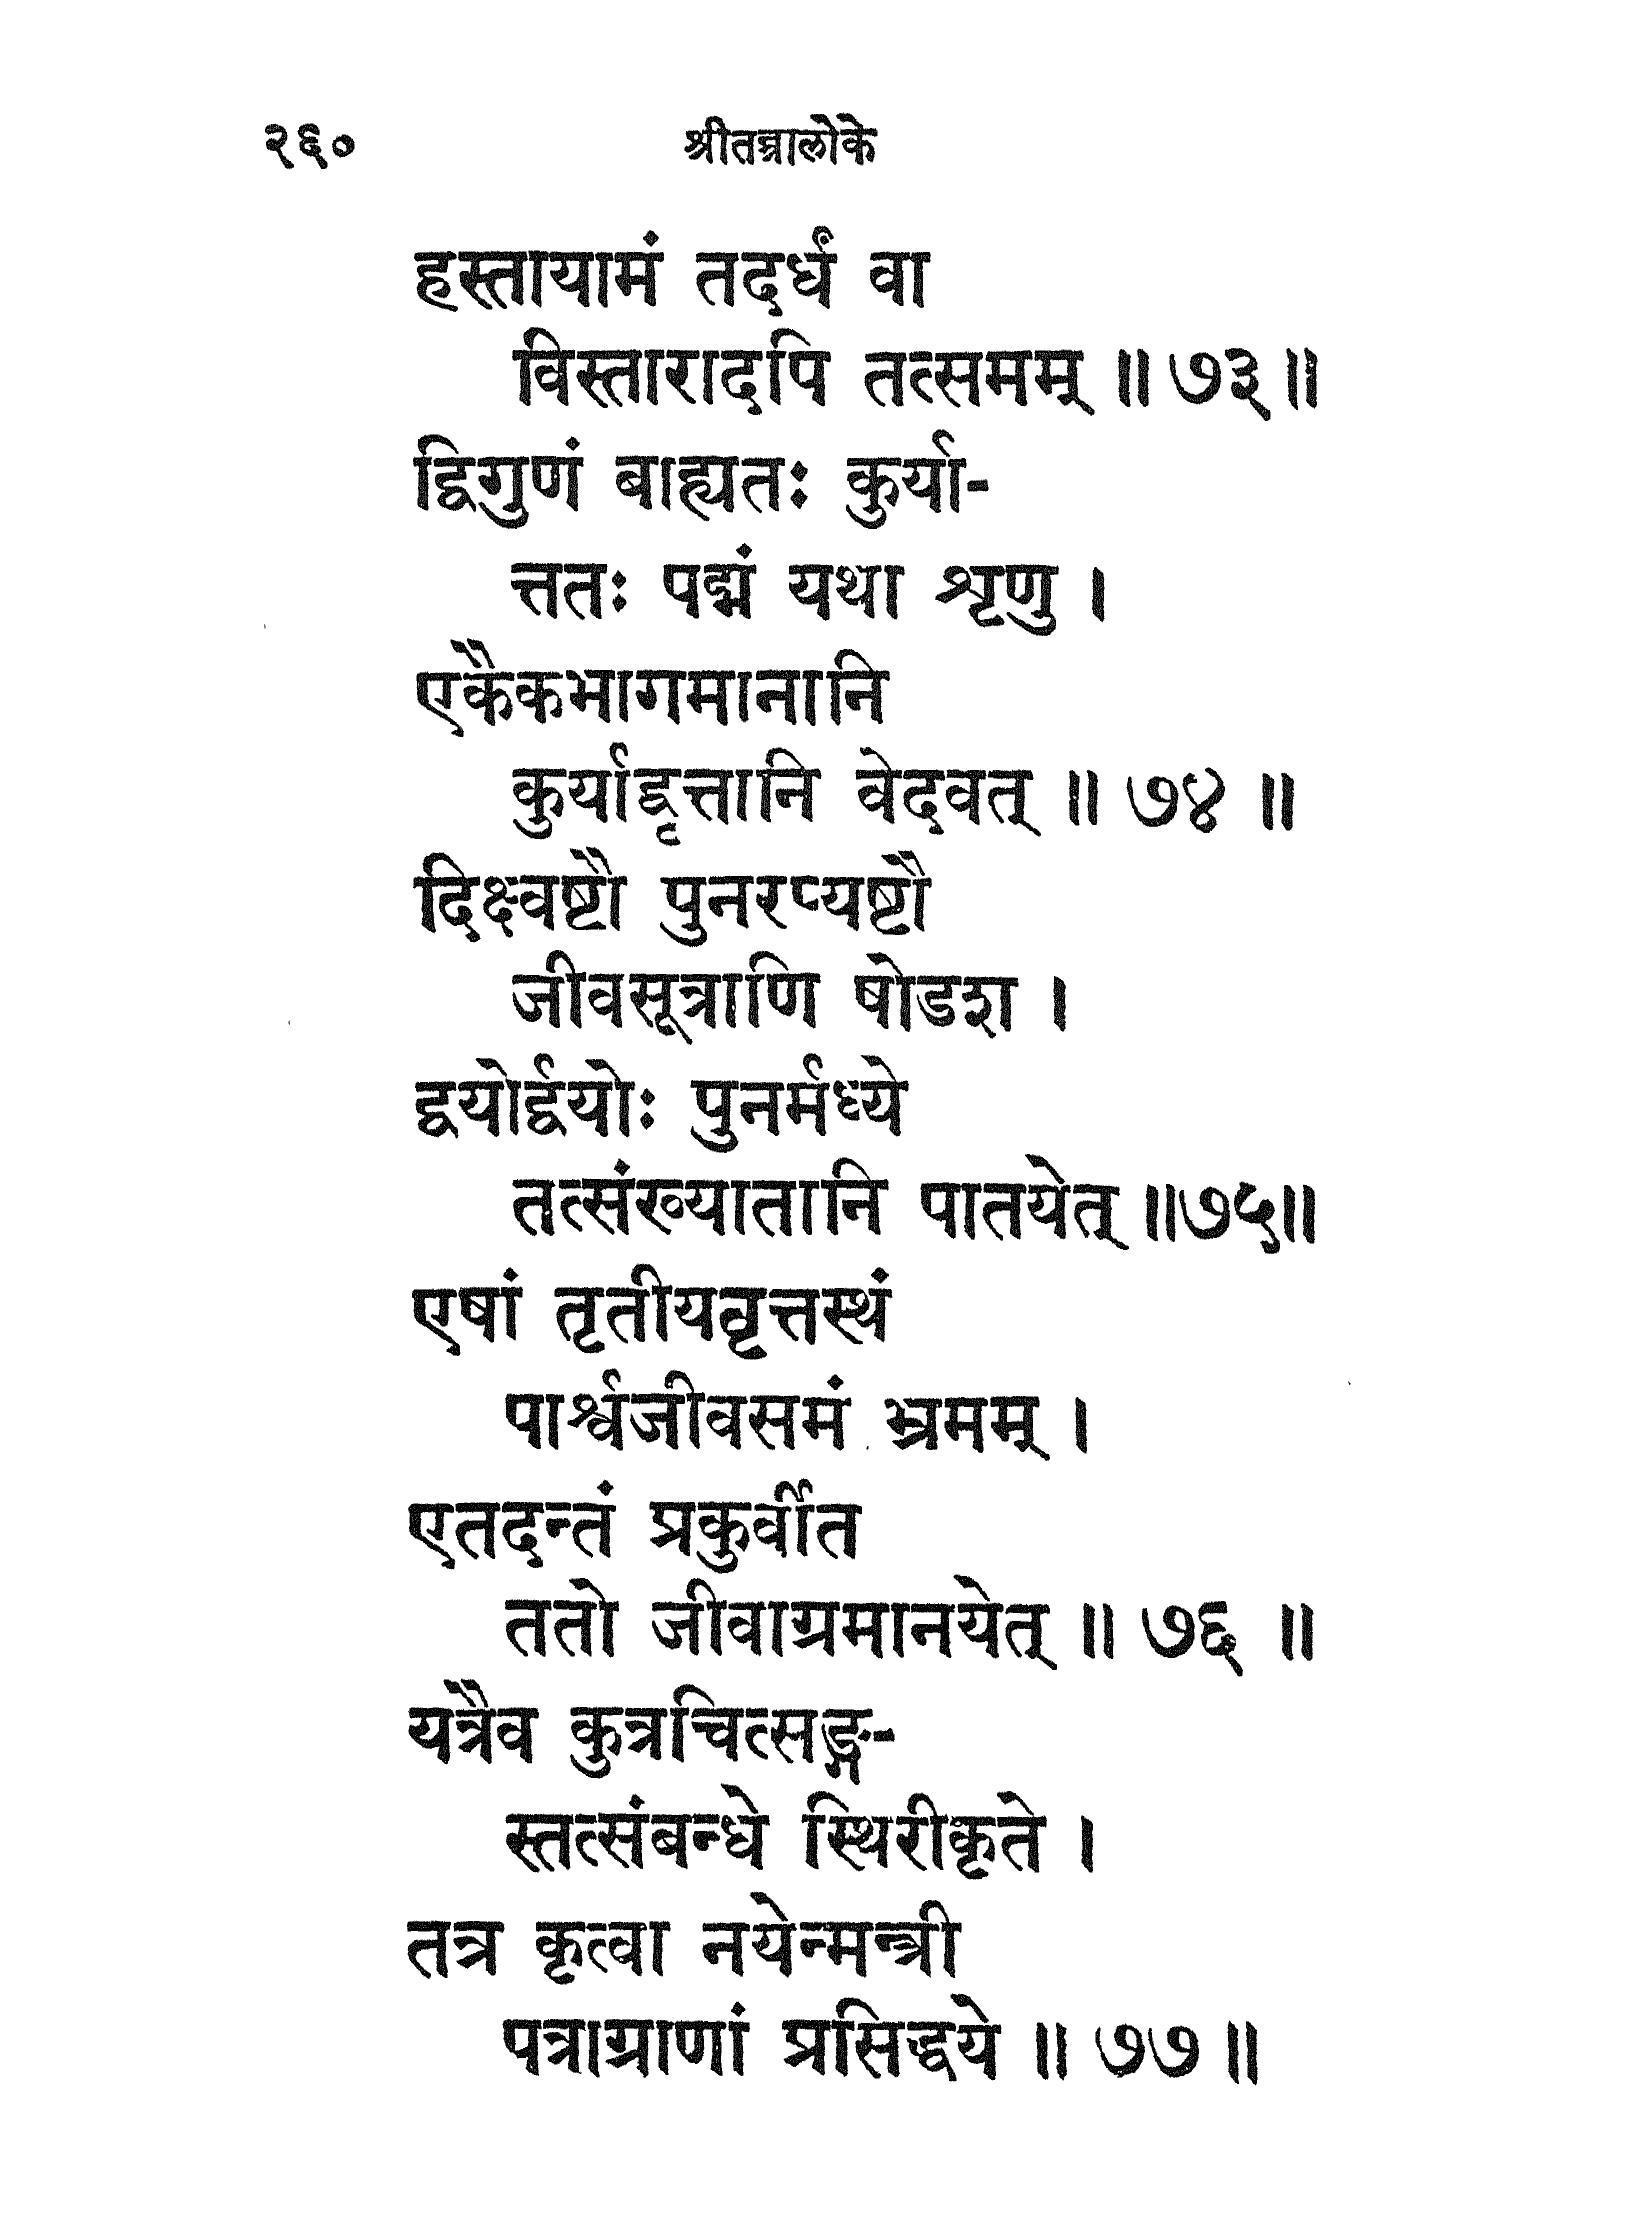 २६० श्रीतन्त्रालोके
हस्तायामं तदर्धं वा
विस्तारादपि तत्समम् ॥ ७३॥
द्विगुणं बाह्यतः कुर्या-
त्ततः पद्मं यथा शृणु ।
एकैकभागमानानि
कुर्याद्वृत्तानि वेदवत् ॥ ७४ ॥
दिक्ष्वष्टौ पुनरप्यष्टौ
जीवसूत्राणि षोडश ।
द्वयोर्द्वयोः पुनर्मध्ये
तत्संख्यातानि पातयेत् ॥७५॥
एषां तृतीयवृत्तस्थं
पार्श्वजीवसमं भ्रमम् ।
एतदन्तं प्रकुर्वीत
ततो जीवाग्रमानयेत् ॥ ७६ ॥
यत्रैव कुत्रचित्सङ्ग-
स्तत्संबन्धे स्थिरीकृते ।
तत्र कृत्वा नयेन्मन्त्री
पत्राग्राणां प्रसिद्धये ॥ ७७ ॥